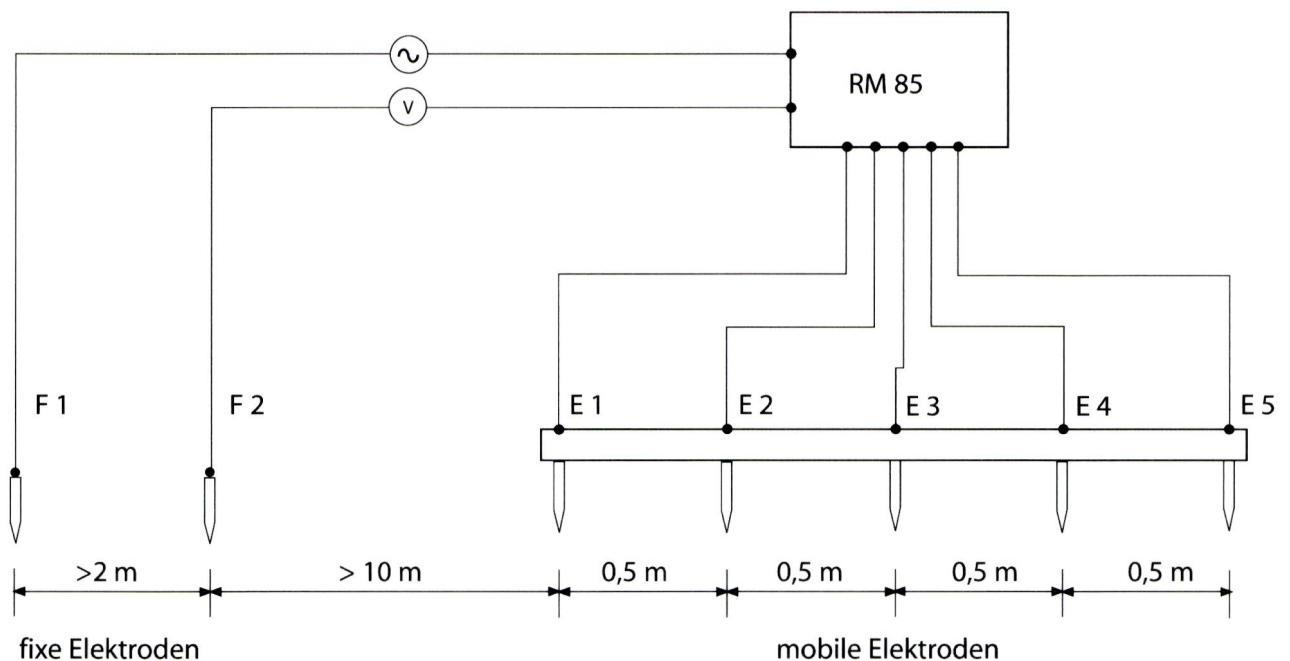 RM 85
V
F 1 F 2 E 1 E 2 E 3 E 4 E 5
>2 m > 10 m 0,5 m 0,5 m 0,5 m 0,5 m
fixe Elektroden mobile Elektroden